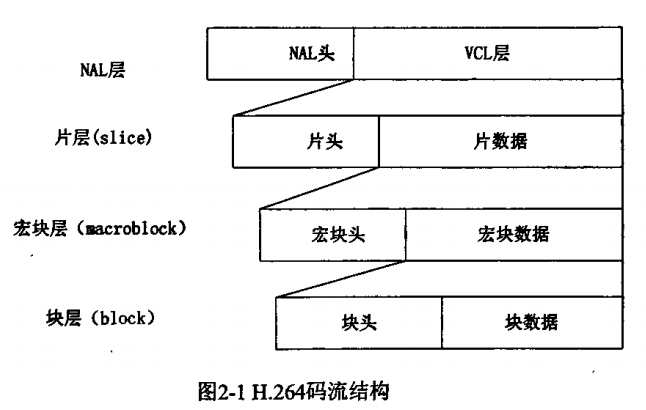 NAL层 NAL头 VCL层
片层(slice) 片头 片数据
宏块层（macroblock） 宏块头 宏块数据
块层（block） 块头 块数据
图2-1 H.264码流结构